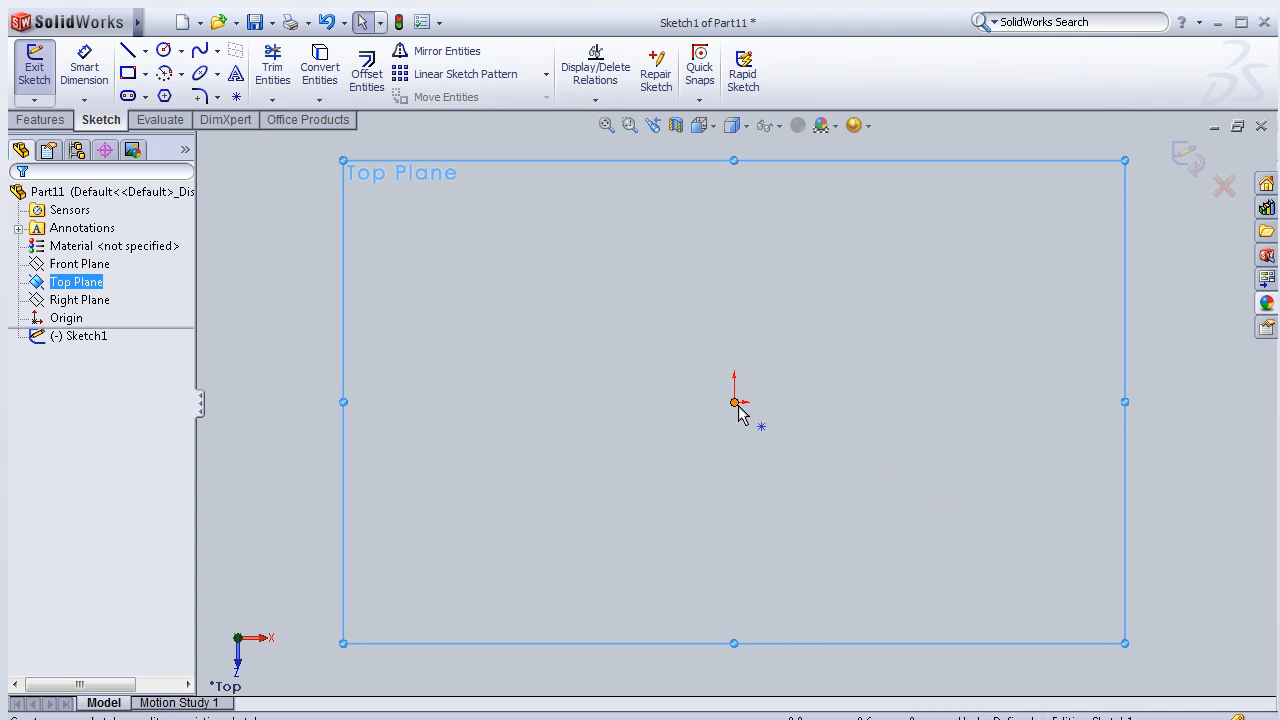 SolidWorks
Sketch1 of Part11 *
SolidWorks Search
Exit Sketch
Smart Dimension
Trim Entities
Convert Entities
Offset Entities
Mirror Entities
Linear Sketch Pattern
Move Entities
Display/Delete Relations
Repair Sketch
Quick Snaps
Rapid Sketch
Features
Sketch
Evaluate
DimXpert
Office Products
Part11 (Default<<Default>_Dis
Sensors
Annotations
Material <not specified>
Front Plane
Top Plane
Right Plane
Origin
(-) Sketch1
Top Plane
X
Z
*Top
Model
Motion Study 1